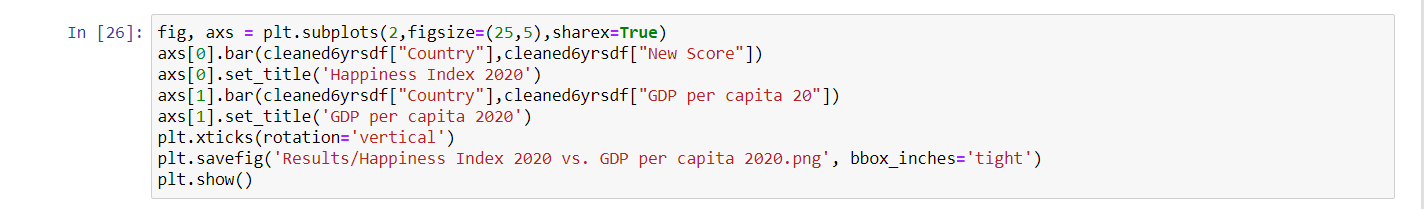 In [26]: fig, axs = plt.subplots(2,figsize=(25,5),sharex=True)
axs[0].bar(cleaned6yrsdf["Country"],cleaned6yrsdf["New Score"])
axs[0].set_title('Happiness Index 2020')
axs[1].bar(cleaned6yrsdf["Country"],cleaned6yrsdf["GDP per capita 20"])
axs[1].set_title('GDP per capita 2020')
plt.xticks(rotation='vertical')
plt.savefig('Results/Happiness Index 2020 vs. GDP per capita 2020.png', bbox_inches='tight')
plt.show()